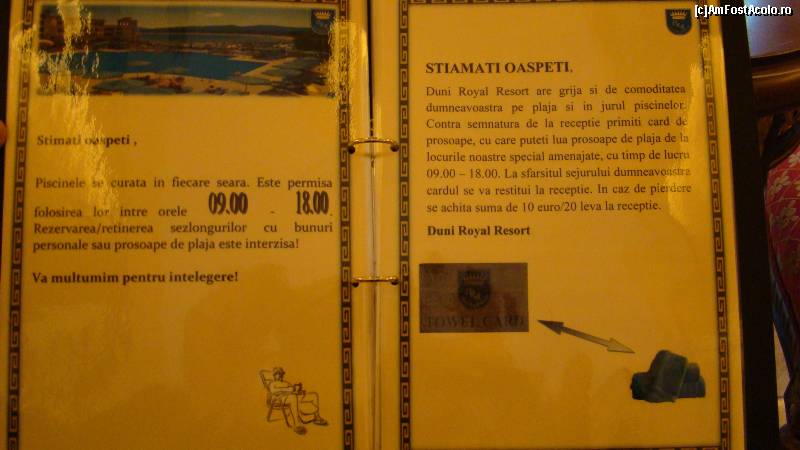 [c]AmFostAcolo.ro
Stimati oaspeti ,
Piscinele se curata in fiecare seara. Este permisa
folosirea lor intre orele 09.00 - 18.00.
Rezervarea/retinerea sezlongurilor cu bunuri
personale sau prosoape de plaja este interzisa!
Va multumim pentru intelegere!
STIAMATI OASPETI,
Duni Royal Resort are grija si de comoditatea
dumneavoastra pe plaja si in jurul piscinelor.
Contra semnatura de la receptie primiti card de
prosoape, cu care puteti lua prosoape de plaja de la
locurile noastre special amenajate, cu timp de lucru
09.00 – 18.00. La sfarsitul sejurului dumneavoastra
cardul se va restitui la receptie. In caz de pierdere
se achita suma de 10 euro/20 leva la receptie.
Duni Royal Resort
TOWEL CARD